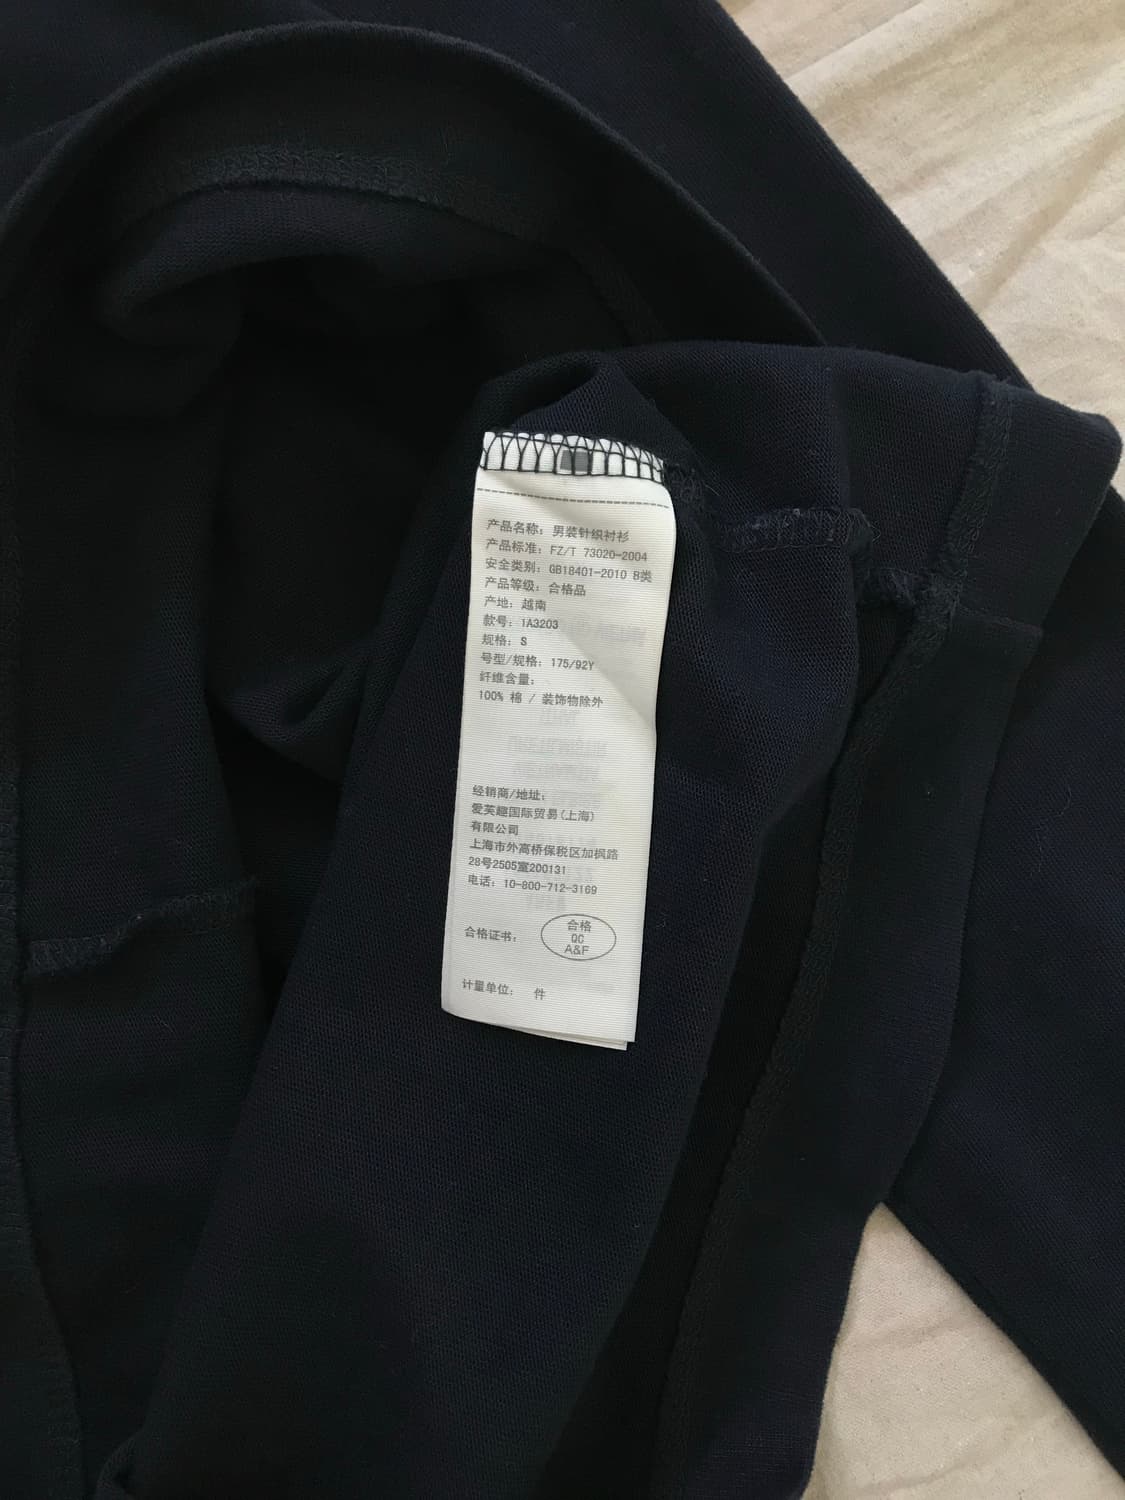 产品名称：男装针织衬衫
产品标准：FZ/T 73020-2004
安全类别：GB18401-2010 B类
产品等级：合格品
产地：越南
款号：1A3203
规格：S
号型/规格：175/92Y
纤维含量：
100% 棉 / 装饰物除外
经销商/地址：
爱芙趣国际贸易(上海)
有限公司
上海市外高桥保税区加枫路
28号2505室200131
电话：10-800-712-3169
合格证书：
合格
QC
A&F
计量单位： 件